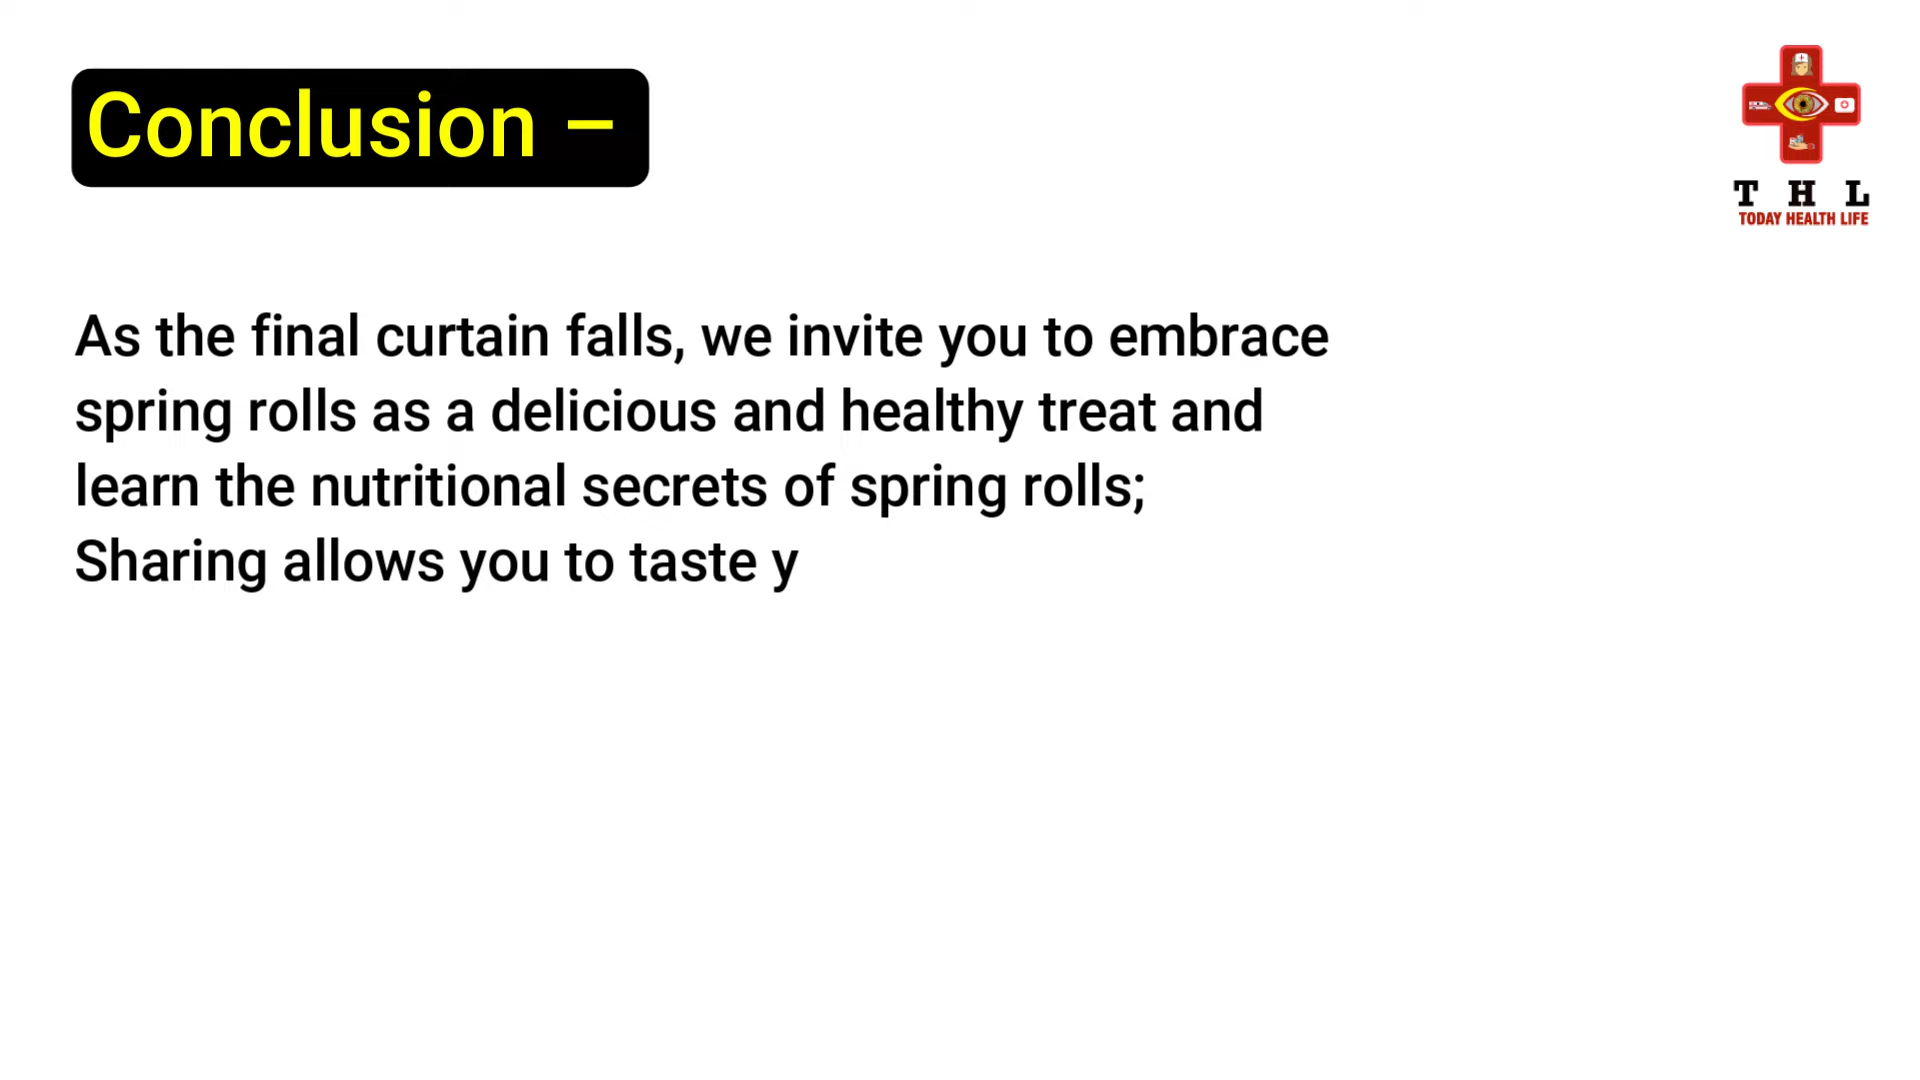 Conclusion –
T H L
TODAY HEALTH LIFE
As the final curtain falls, we invite you to embrace
spring rolls as a delicious and healthy treat and
learn the nutritional secrets of spring rolls;
Sharing allows you to taste y